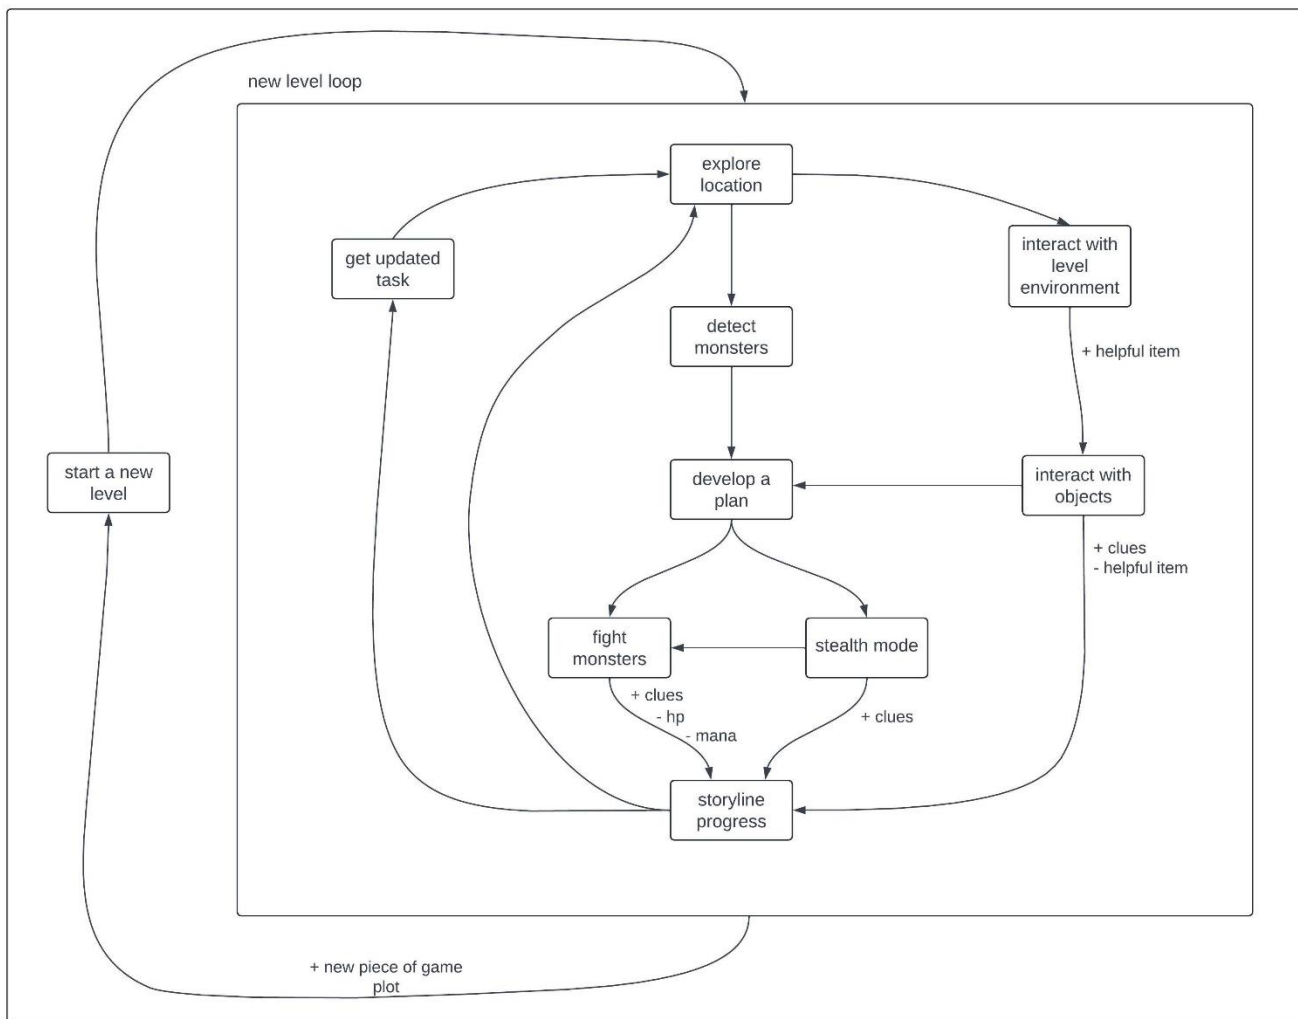 new level loop
explore
location
get updated
task
interact with
level
environment
detect
monsters
+ helpful item
start a new
level
develop a
plan
interact with
objects
+ clues
- helpful item
fight
monsters
stealth mode
+ clues
- hp
- mana
+ clues
storyline
progress
+ new piece of game
plot